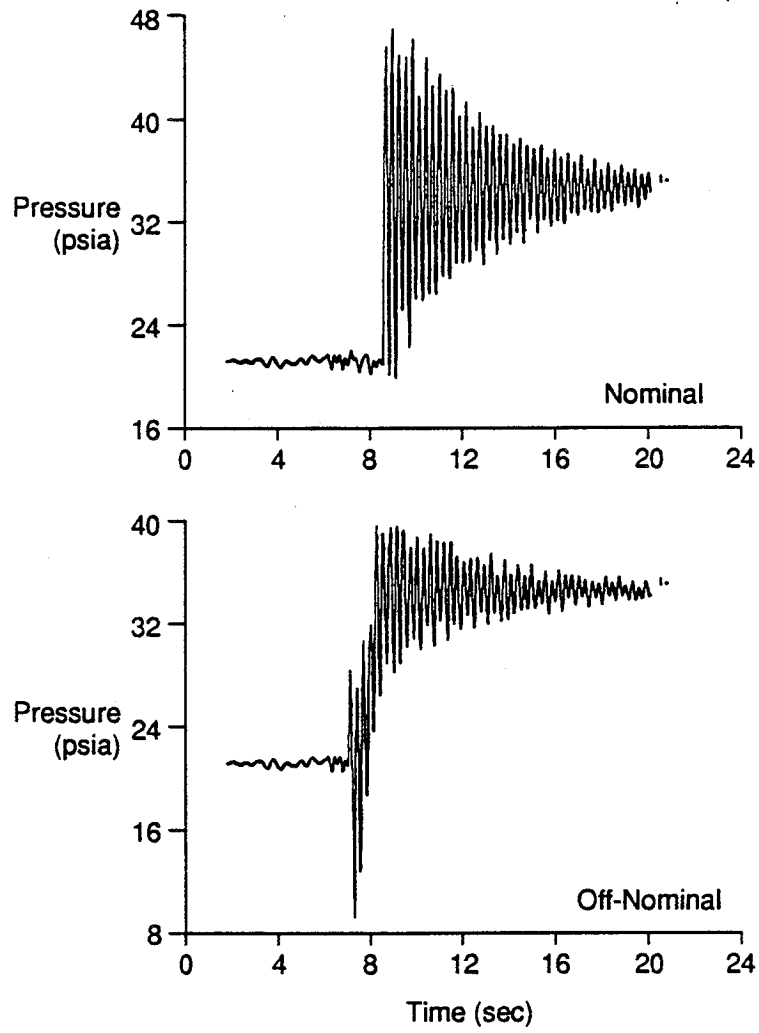 48
40
Pressure
(psia)
32
24
16
Nominal
0 4 8 12 16 20 24
40
32
Pressure
(psia)
24
16
8
Off-Nominal
0 4 8 12 16 20 24
Time (sec)